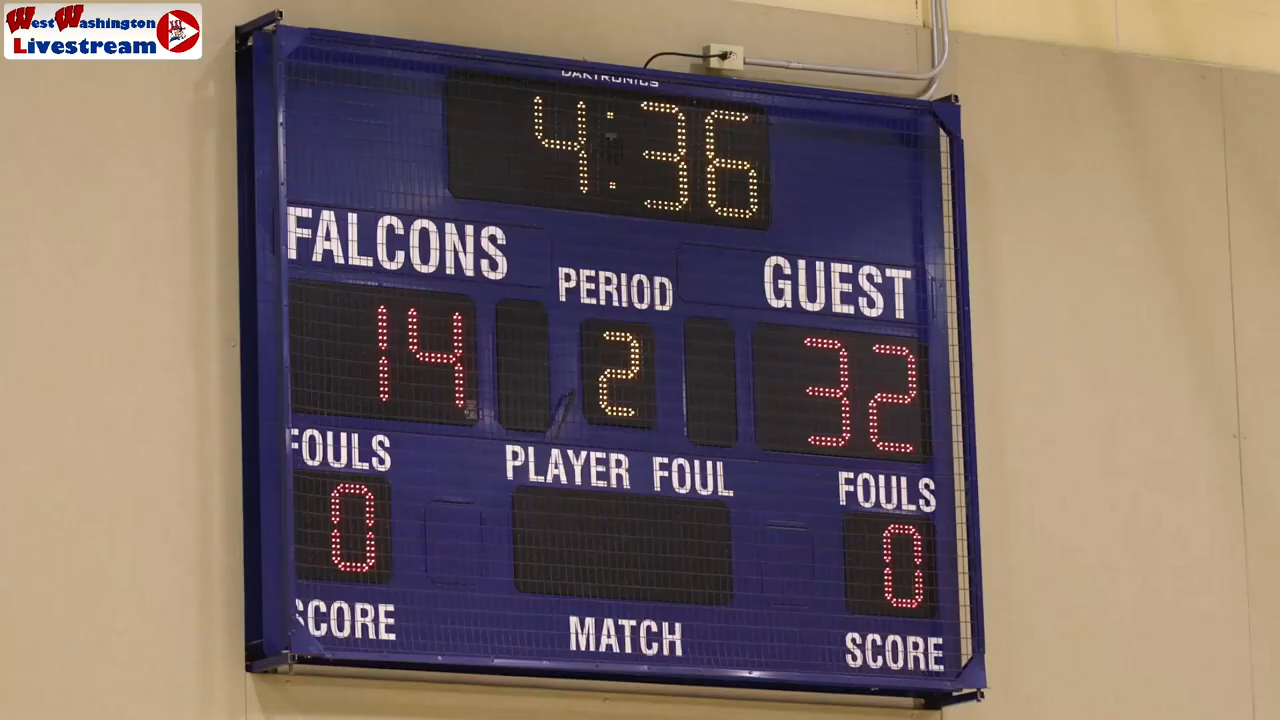 West Washington
Livestream
DAKTRONICS
4:36
FALCONS
PERIOD
GUEST
14
2
32
FOULS
PLAYER FOUL
FOULS
0
0
SCORE
MATCH
SCORE